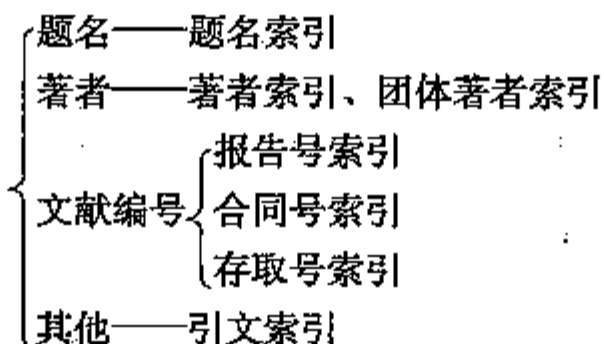 题名——题名索引
著者——著者索引、团体著者索引
报告号索引
文献编号 合同号索引
存取号索引
其他——引文索引